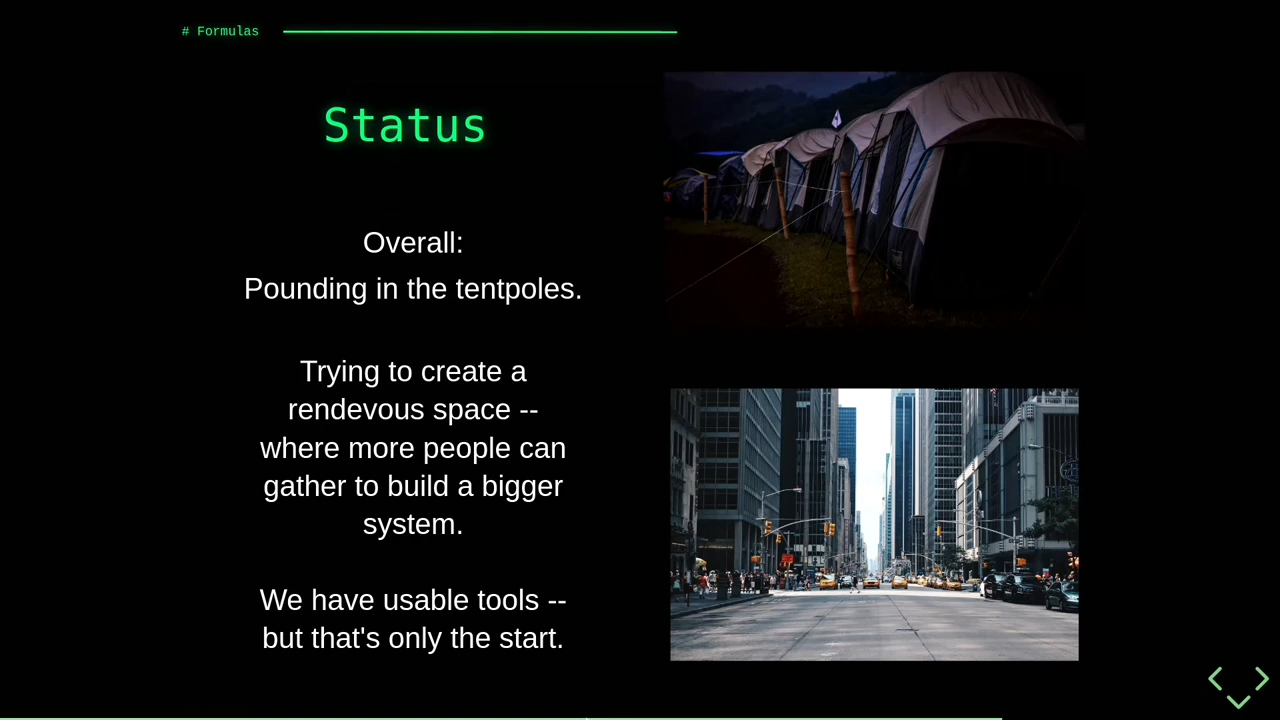 # Formulas
Status
Overall:
Pounding in the tentpoles.
Trying to create a
rendevous space --
where more people can
gather to build a bigger
system.
We have usable tools --
but that's only the start.